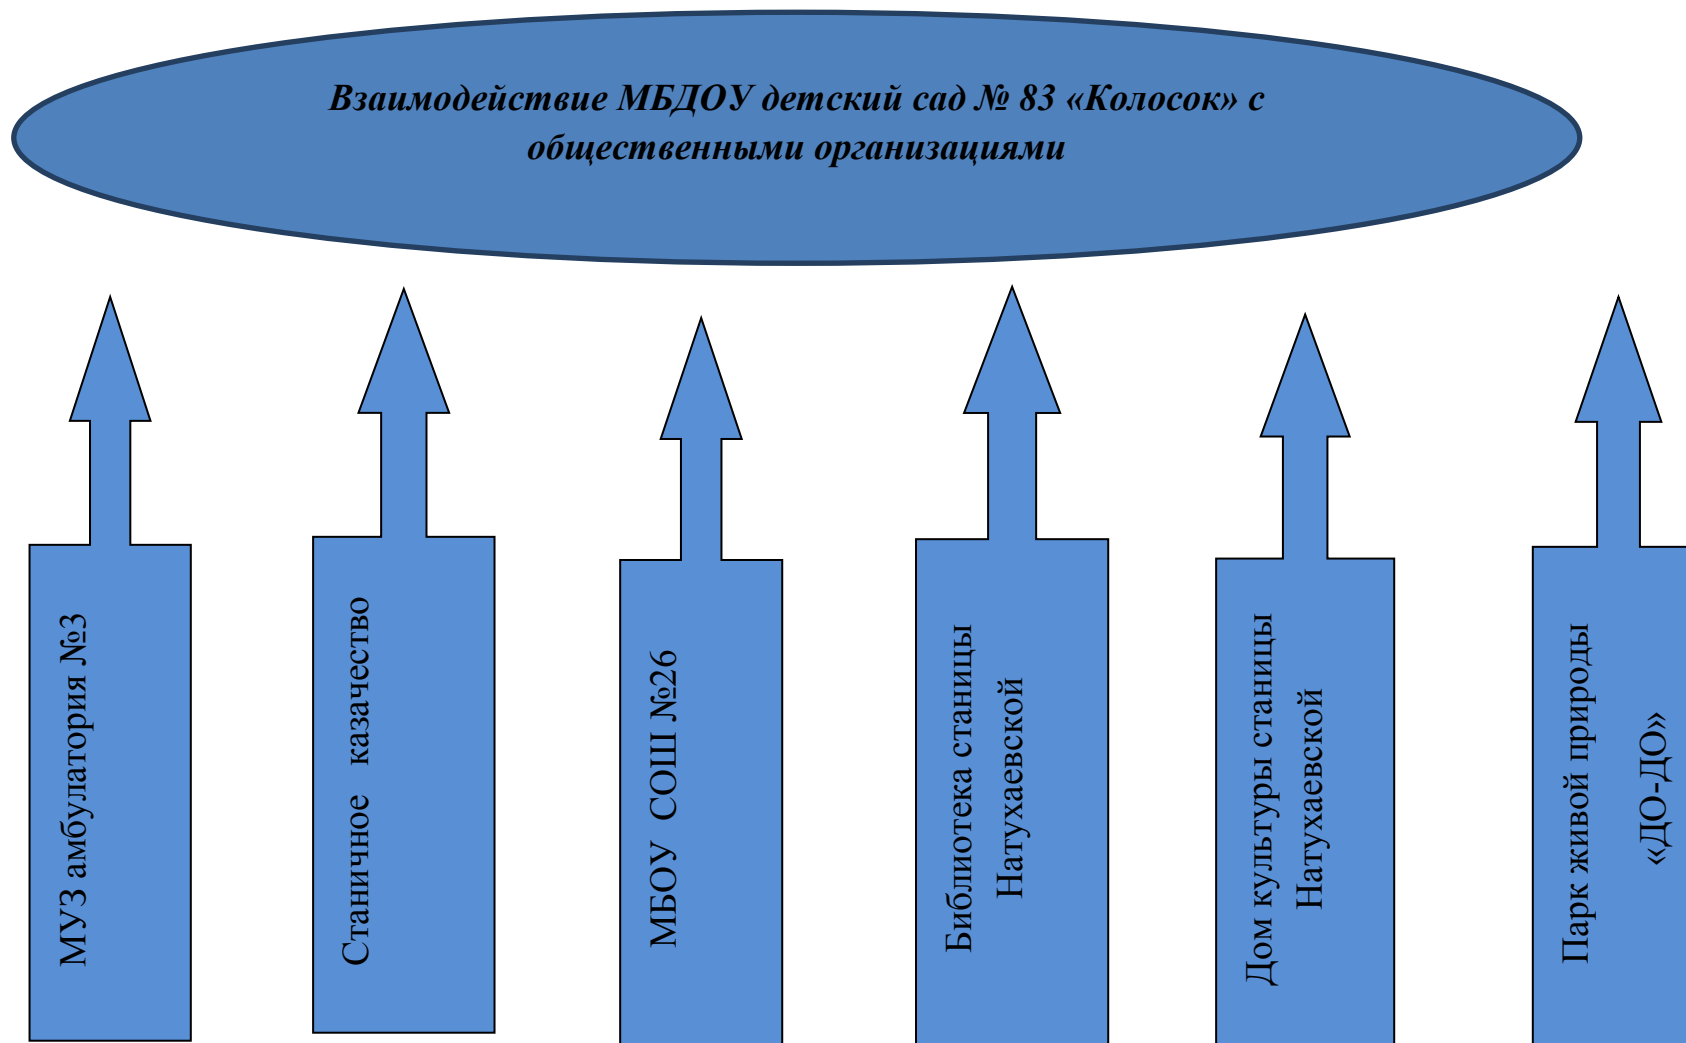 Взаимодействие МБДОУ детский сад № 83 «Колосок» с
общественными организациями
МУЗ амбулатория №3
Станичное казачество
МБОУ СОШ №26
Библиотека станицы
Натухаевской
Дом культуры станицы
Натухаевской
Парк живой природы
«ДО-ДО»